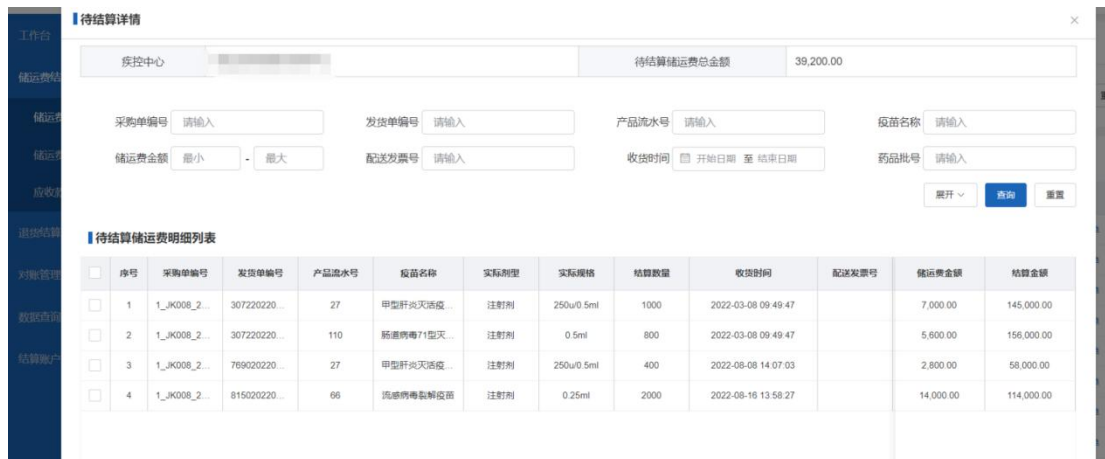 待结算详情
工作台
疾控中心 待结算储运费总金额 39,200.00
储运费结
采购单编号 请输入 发货单编号 请输入 产品流水号 请输入 疫苗名称 请输入
储运费
储运费金额 最小 - 最大 配送发票号 请输入 收货时间 开始日期 至 结束日期 药品批号 请输入
储运费
应收款
展开 查询 重置
退货结算
待结算储运费明细列表
对账管理
序号 采购单编号 发货单编号 产品流水号 疫苗名称 实际剂型 实际规格 结算数量 收货时间 配送发票号 储运费金额 结算金额
1 1_JK008_2... 307220220... 27 甲型肝炎灭活疫... 注射剂 250u/0.5ml 1000 2022-03-08 09:49:47 7,000.00 145,000.00
数据查询
2 1_JK008_2... 307220220... 110 肠道病毒71型灭... 注射剂 0.5ml 800 2022-03-08 09:49:47 5,600.00 156,000.00
结算账户
3 1_JK008_2... 769020220... 27 甲型肝炎灭活疫... 注射剂 250u/0.5ml 400 2022-08-08 14:07:03 2,800.00 58,000.00
4 1_JK008_2... 815020220... 66 流感病毒裂解疫苗 注射剂 0.25ml 2000 2022-08-16 13:58:27 14,000.00 114,000.00